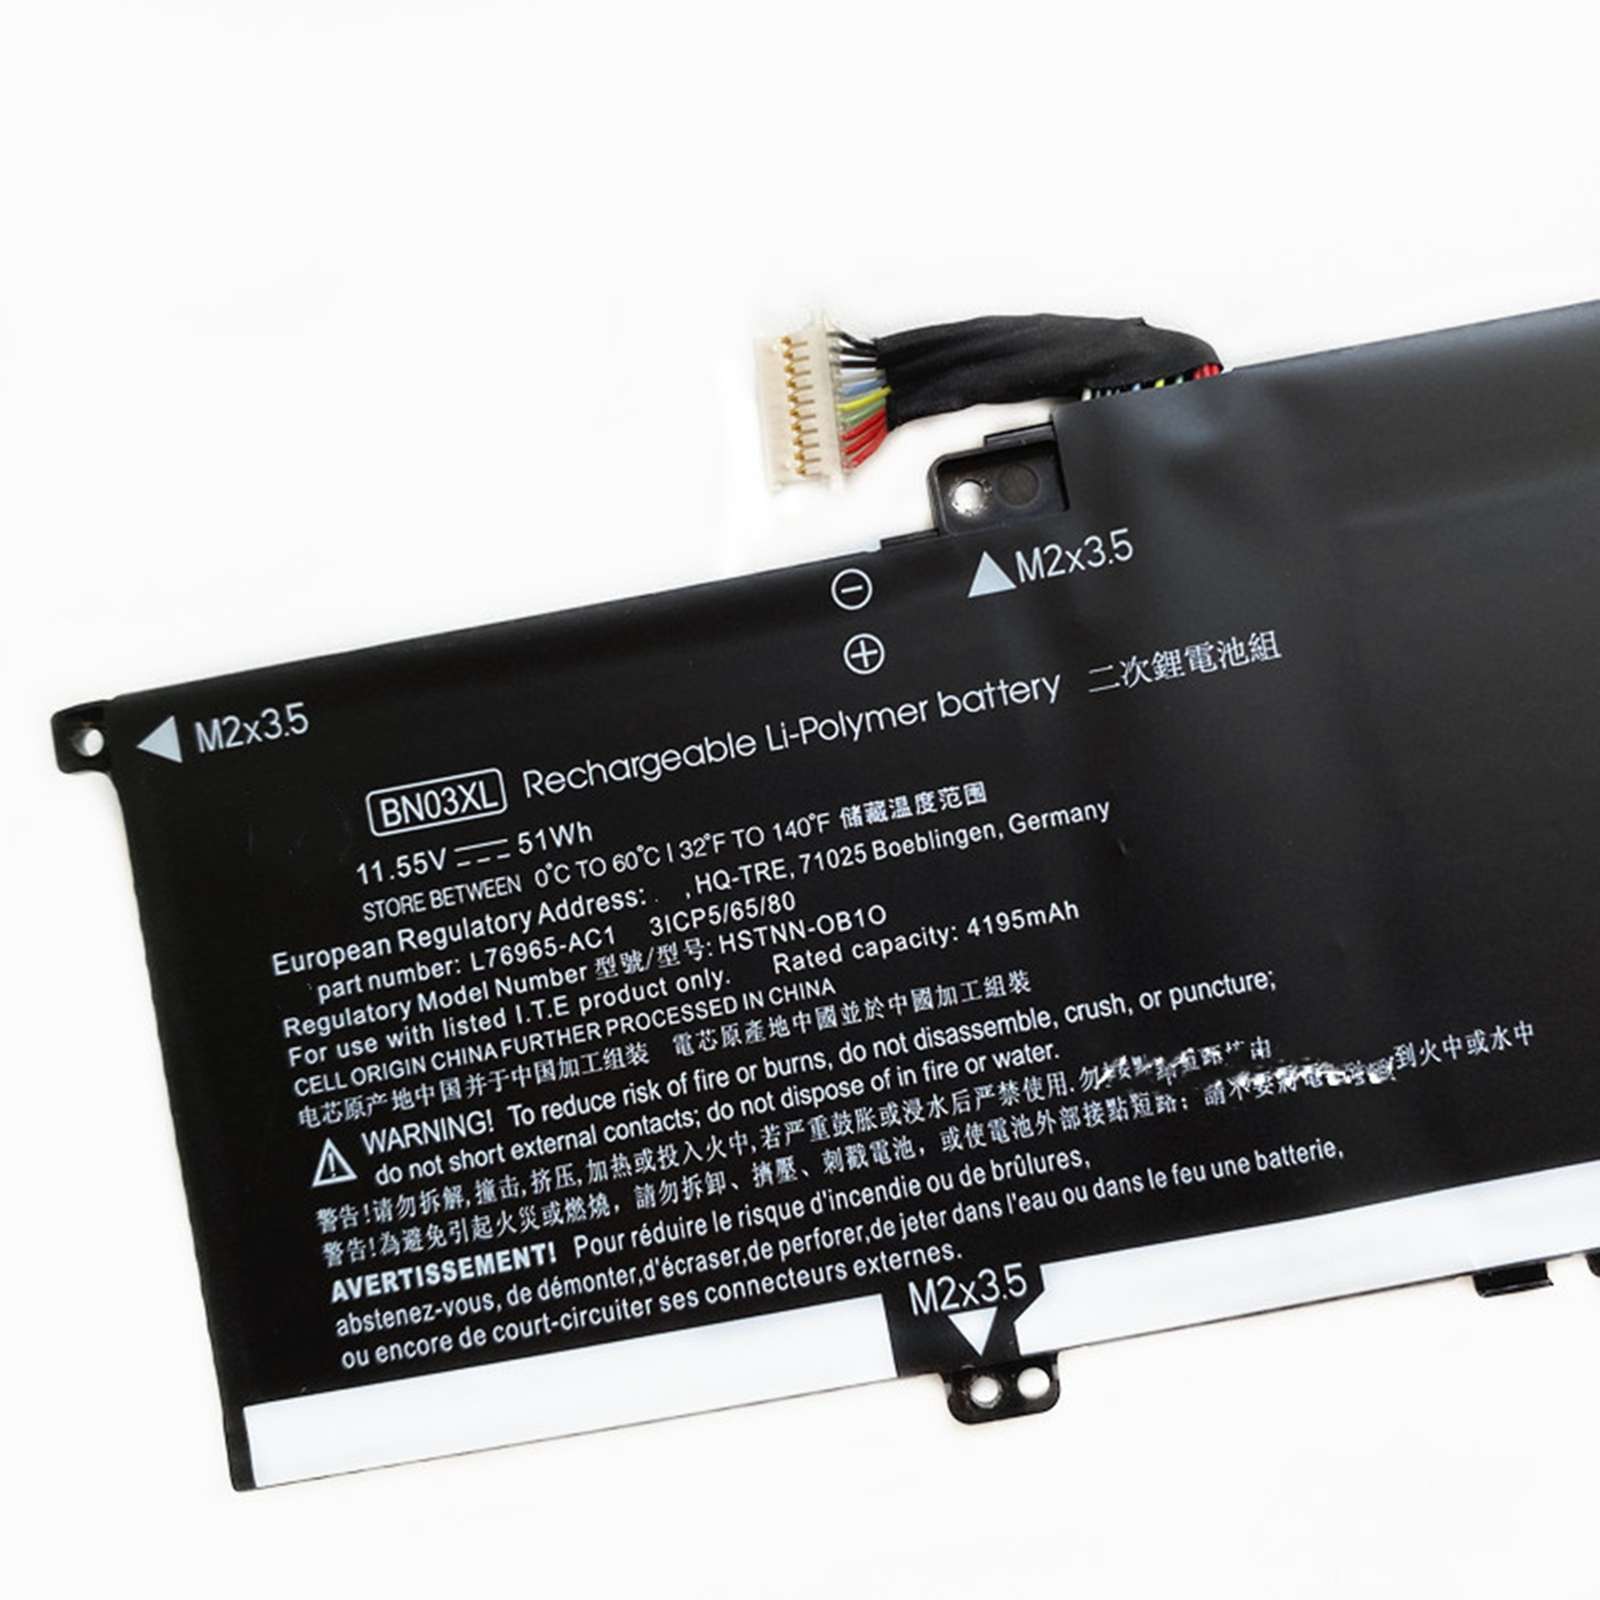 M2x3.5
M2x3.5
BN03XL Rechargeable Li-Polymer battery 二次鋰電池組
11.55V 51Wh
STORE BETWEEN 0°C TO 60°C I 32°F TO 140°F 储藏温度范围
European Regulatory Address: , HQ-TRE, 71025 Boeblingen, Germany
part number: L76965-AC1 3ICP5/65/80
Regulatory Model Number 型號/型号: HSTNN-OB1O
For use with listed I.T.E product only. Rated capacity: 4195mAh
CELL ORIGIN CHINA FURTHER PROCESSED IN CHINA
电芯原产地中国并于中国加工组装 電芯原產地中國並於中國加工組裝
WARNING! To reduce risk of fire or burns, do not disassemble, crush, or puncture;
do not short external contacts; do not dispose of in fire or water.
警告!请勿拆解,撞击,挤压,加热或投入火中,若严重鼓胀或浸水后严禁使用.勿
警告!為避免引起火災或燃燒，請勿拆卸、擠壓、刺戳電池，或使電池外部接點短路；請不要將電 到火中或水中
AVERTISSEMENT! Pour réduire le risque d'incendie ou de brûlures,
abstenez-vous, de démonter,d'écraser,de perforer,de jeter dans l'eau ou dans le feu une batterie,
ou encore de court-circuiter ses connecteurs externes.
M2x3.5